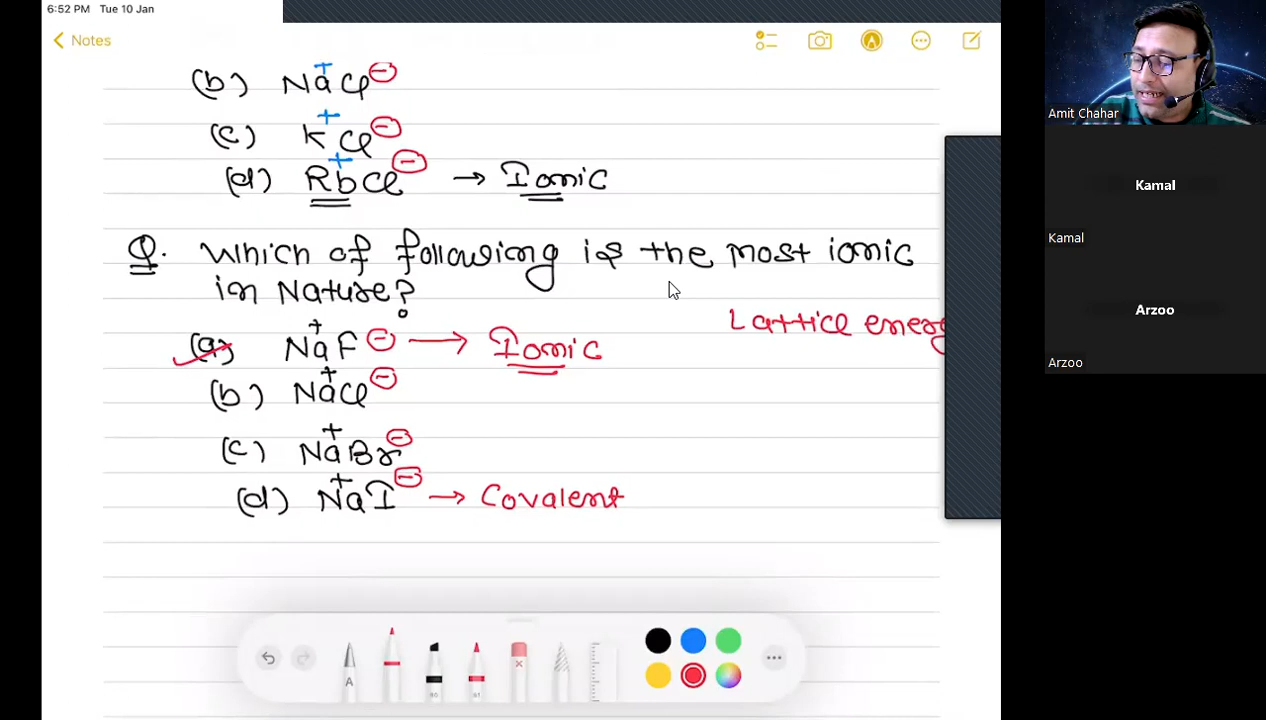 6:52 PM Tue 10 Jan
Notes
(b) NaCl
+ −
(c) KCl
+ −
(d) RbCl → Ionic
+ −
Q. Which of following is the most ionic
in Nature?
Lattice energ
(a) NaF → Ionic
+ −
(b) NaCl
+ −
(c) NaBr
+ −
(d) NaI → Covalent
+ −
A
Amit Chahar
Kamal
Kamal
Arzoo
Arzoo